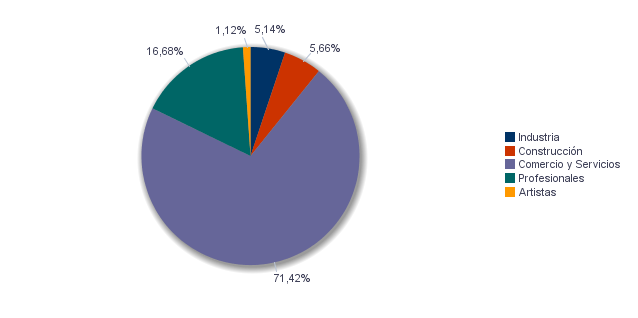 1,12%
5,14%
16,68%
5,66%
Industria
Construcción
Comercio y Servicios
Profesionales
Artistas
71,42%